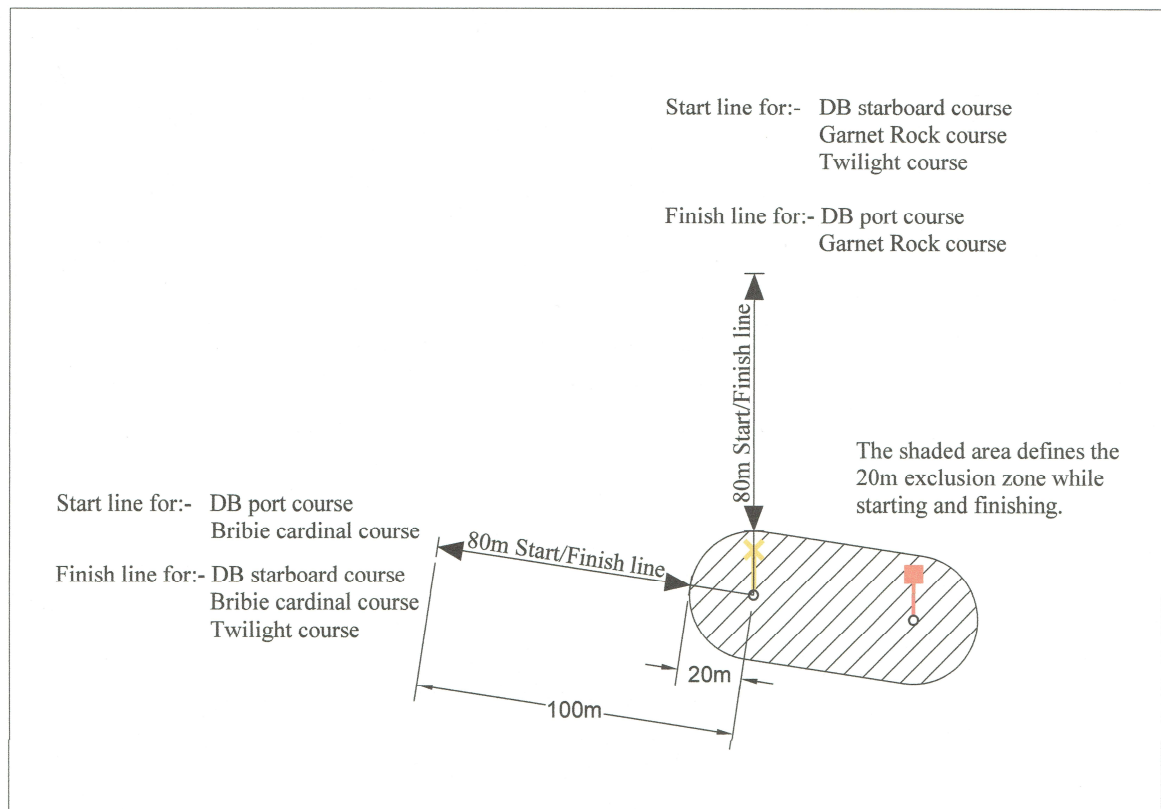 Start line for:- DB starboard course
Garnet Rock course
Twilight course
Finish line for:- DB port course
Garnet Rock course
80m Start/Finish line
The shaded area defines the
20m exclusion zone while
starting and finishing.
Start line for:- DB port course
Bribie cardinal course
Finish line for:- DB starboard course
Bribie cardinal course
Twilight course
80m Start/Finish line
20m
100m